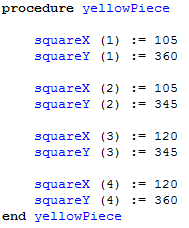 procedure yellowPiece
squareX (1) := 105
squareY (1) := 360
squareX (2) := 105
squareY (2) := 345
squareX (3) := 120
squareY (3) := 345
squareX (4) := 120
squareY (4) := 360
end yellowPiece